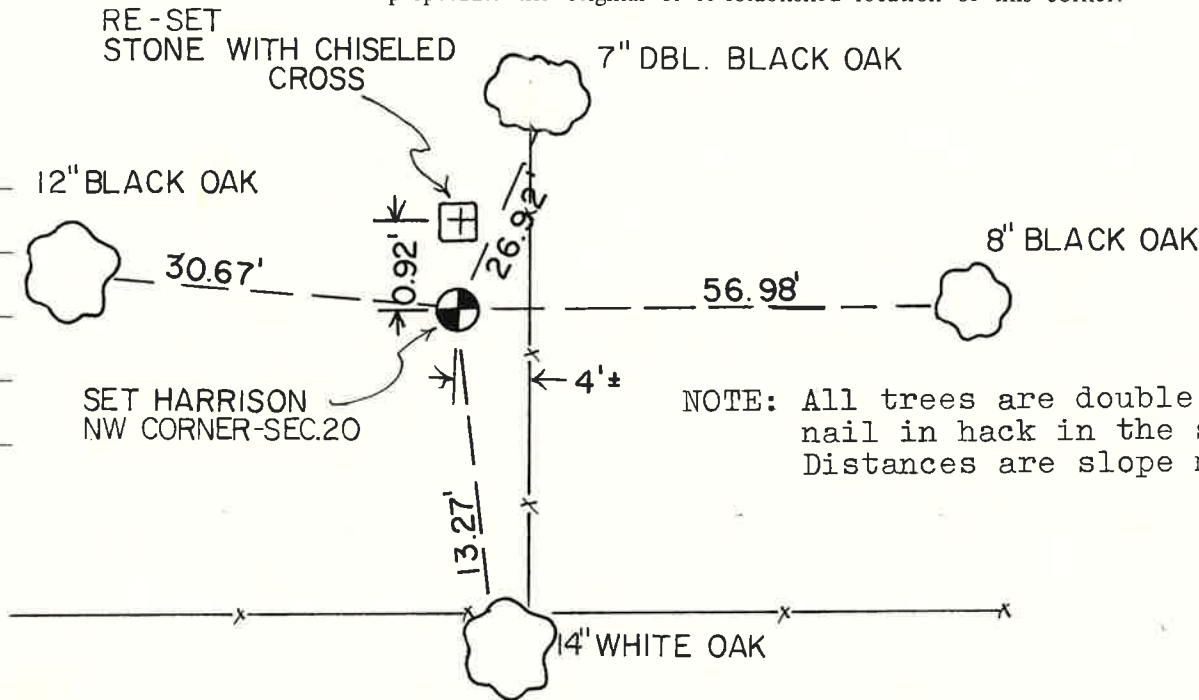 RE-SET
STONE WITH CHISELED
CROSS
7" DBL. BLACK OAK
12" BLACK OAK
26.92'
0.92'
8" BLACK OAK
30.67'
56.98'
4'±
SET HARRISON
NW CORNER-SEC.20
NOTE: All trees are double
nail in hack in the
Distances are slope
13.27'
14" WHITE OAK